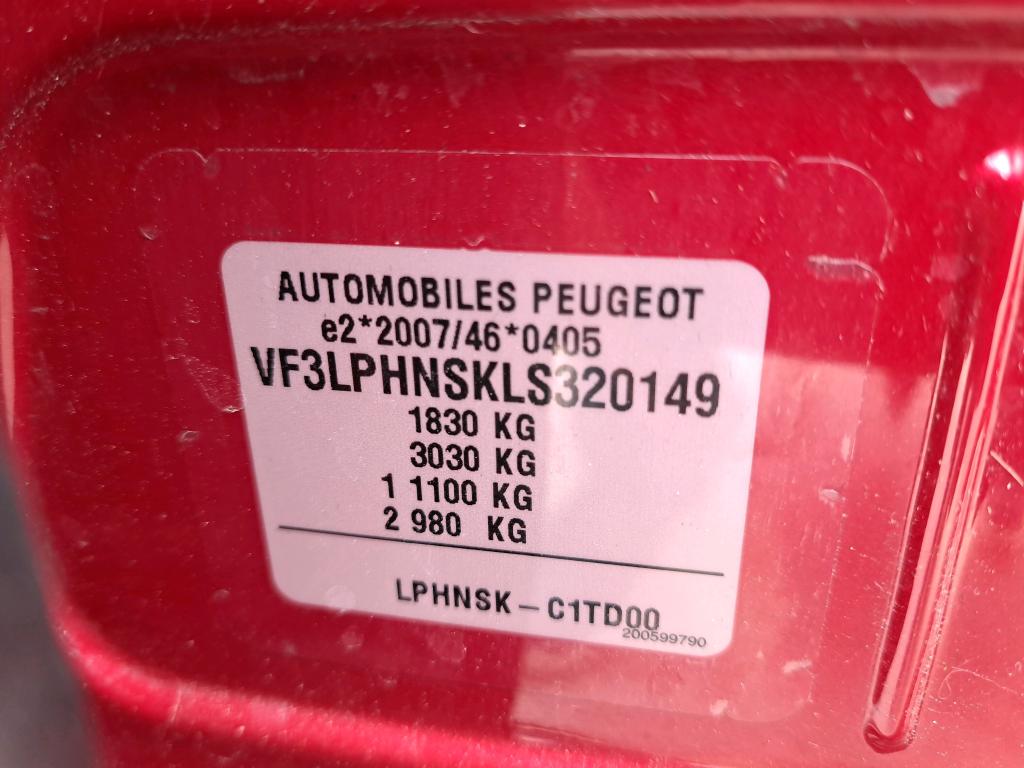 AUTOMOBILES PEUGEOT
e2*2007/46*0405
VF3LPHNSKLS320149
1830 KG
3030 KG
1 1100 KG
2 980 KG
LPHNSK – C1TD00
200599790